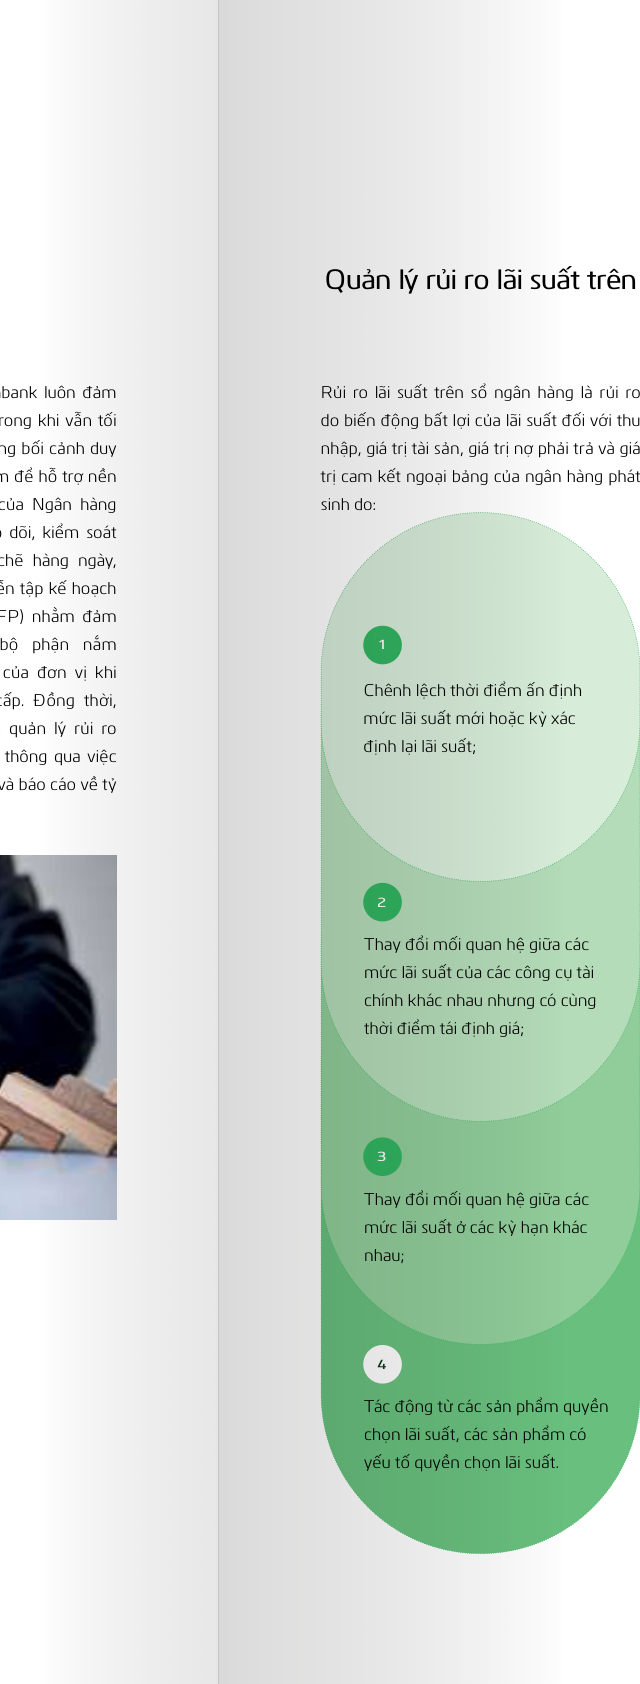 bank luôn đảm
rong khi vẫn tối
ng bối cảnh duy
m để hỗ trợ nền
của Ngân hàng
dõi, kiểm soát
chẽ hàng ngày,
ễn tập kế hoạch
FP) nhằm đảm
bộ phận nắm
của đơn vị khi
cấp. Đồng thời,
quản lý rủi ro
thông qua việc
và báo cáo về tỷ
Quản lý rủi ro lãi suất trên
Rủi ro lãi suất trên sổ ngân hàng là rủi ro
do biến động bất lợi của lãi suất đối với thu
nhập, giá trị tài sản, giá trị nợ phải trả và giá
trị cam kết ngoại bảng của ngân hàng phát
sinh do:
1
Chênh lệch thời điểm ấn định
mức lãi suất mới hoặc kỳ xác
định lại lãi suất;
2
Thay đổi mối quan hệ giữa các
mức lãi suất của các công cụ tài
chính khác nhau nhưng có cùng
thời điểm tái định giá;
3
Thay đổi mối quan hệ giữa các
mức lãi suất ở các kỳ hạn khác
nhau;
4
Tác động từ các sản phẩm quyền
chọn lãi suất, các sản phẩm có
yếu tố quyền chọn lãi suất.